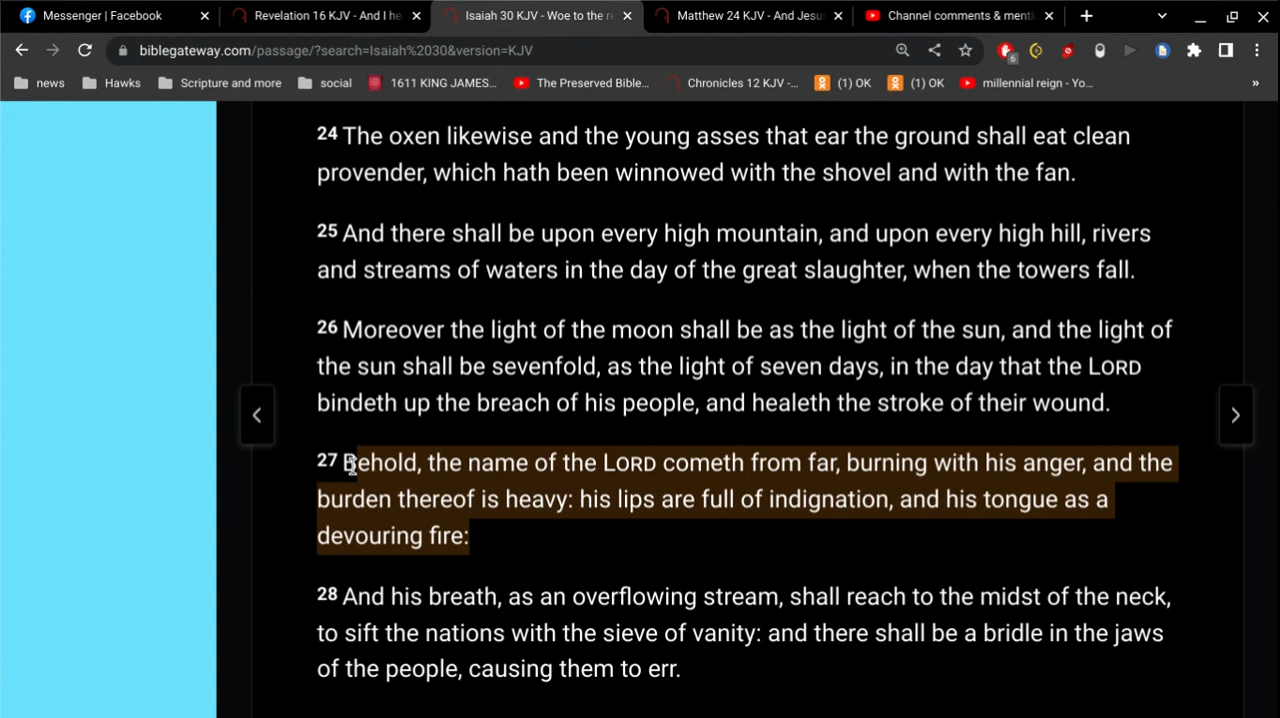 Messenger | Facebook
Revelation 16 KJV - And I he
Isaiah 30 KJV - Woe to the re
Matthew 24 KJV - And Jesu
Channel comments & menti
biblegateway.com/passage/?search=Isaiah%2030&version=KJV
6
news
Hawks
Scripture and more
social
1611 KING JAMES...
The Preserved Bible...
Chronicles 12 KJV -...
(1) OK
(1) OK
millennial reign - Yo...
»
24 The oxen likewise and the young asses that ear the ground shall eat clean
provender, which hath been winnowed with the shovel and with the fan.
25 And there shall be upon every high mountain, and upon every high hill, rivers
and streams of waters in the day of the great slaughter, when the towers fall.
26 Moreover the light of the moon shall be as the light of the sun, and the light of
the sun shall be sevenfold, as the light of seven days, in the day that the LORD
bindeth up the breach of his people, and healeth the stroke of their wound.
27 Behold, the name of the LORD cometh from far, burning with his anger, and the
burden thereof is heavy: his lips are full of indignation, and his tongue as a
devouring fire:
28 And his breath, as an overflowing stream, shall reach to the midst of the neck,
to sift the nations with the sieve of vanity: and there shall be a bridle in the jaws
of the people, causing them to err.